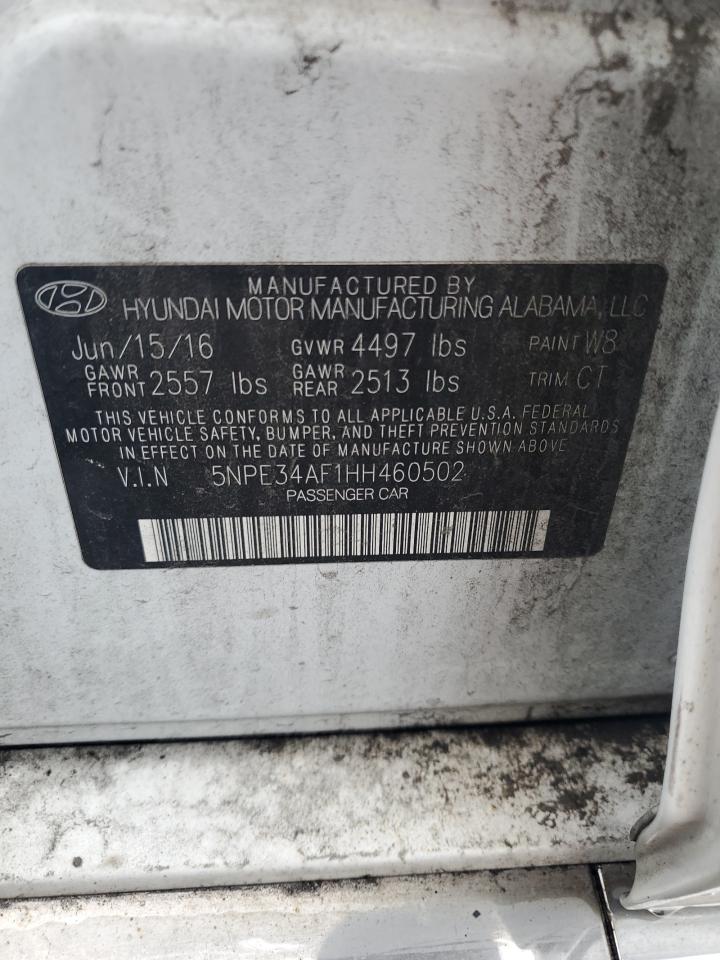 MANUFACTURED BY
HYUNDAI MOTOR MANUFACTURING ALABAMA, LLC
Jun/15/16 GVWR 4497 lbs PAINT W8
GAWR FRONT 2557 lbs GAWR REAR 2513 lbs TRIM CT
THIS VEHICLE CONFORMS TO ALL APPLICABLE U.S.A. FEDERAL
MOTOR VEHICLE SAFETY, BUMPER, AND THEFT PREVENTION STANDARDS
IN EFFECT ON THE DATE OF MANUFACTURE SHOWN ABOVE
V.I.N 5NPE34AF1HH460502
PASSENGER CAR